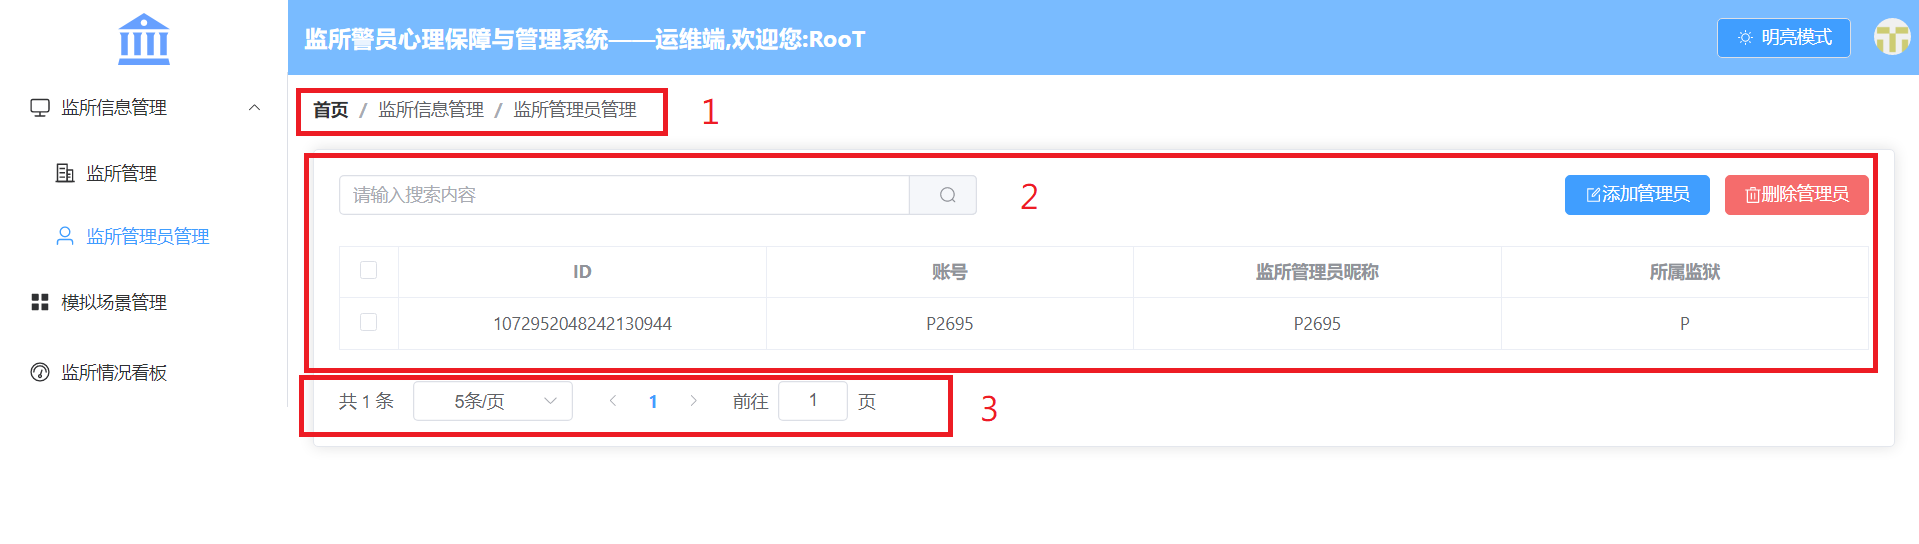 监所警员心理保障与管理系统——运维端,欢迎您:RooT
明亮模式
监所信息管理
监所管理
监所管理员管理
模拟场景管理
监所情况看板
首页 / 监所信息管理 / 监所管理员管理
1
请输入搜索内容
2
添加管理员
删除管理员
ID 账号 监所管理员昵称 所属监狱
1072952048242130944 P2695 P2695 P
共 1 条 5条/页 1 前往 1 页
3